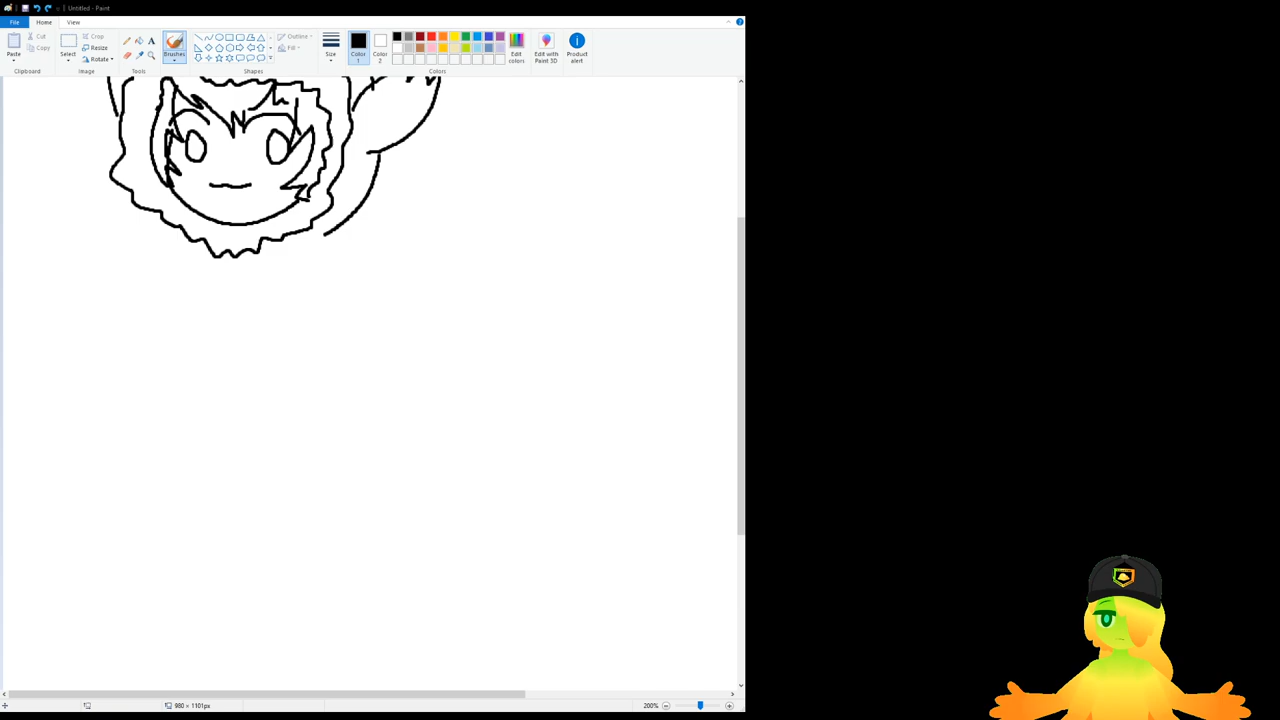 Untitled - Paint
File Home View
Paste
Cut
Copy
Clipboard
Select
Crop
Resize
Rotate
Image
Tools
Brushes
Shapes
Outline
Fill
Size
Color 1
Color 2
Colors
Edit colors
Edit with Paint 3D
Product alert
980 × 1101px
200%